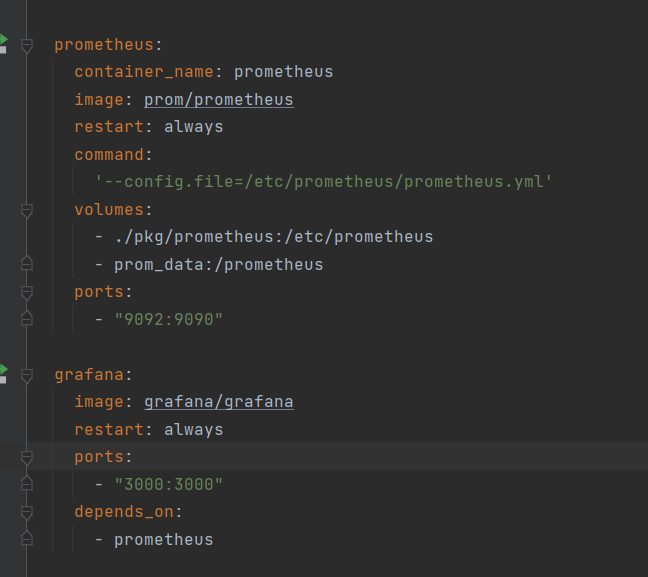 prometheus:
container_name: prometheus
image: prom/prometheus
restart: always
command:
'--config.file=/etc/prometheus/prometheus.yml'
volumes:
- ./pkg/prometheus:/etc/prometheus
- prom_data:/prometheus
ports:
- "9092:9090"
grafana:
image: grafana/grafana
restart: always
ports:
- "3000:3000"
depends_on:
- prometheus